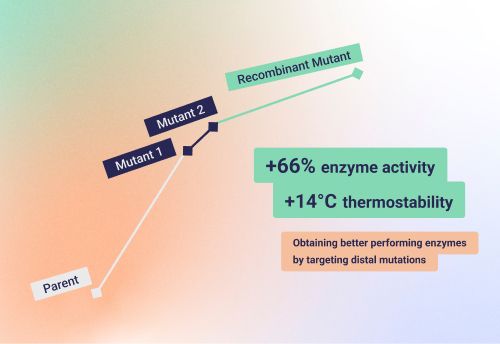 Recombinant Mutant
Mutant 2
Mutant 1
+66% enzyme activity
+14°C thermostability
Obtaining better performing enzymes
by targeting distal mutations
Parent